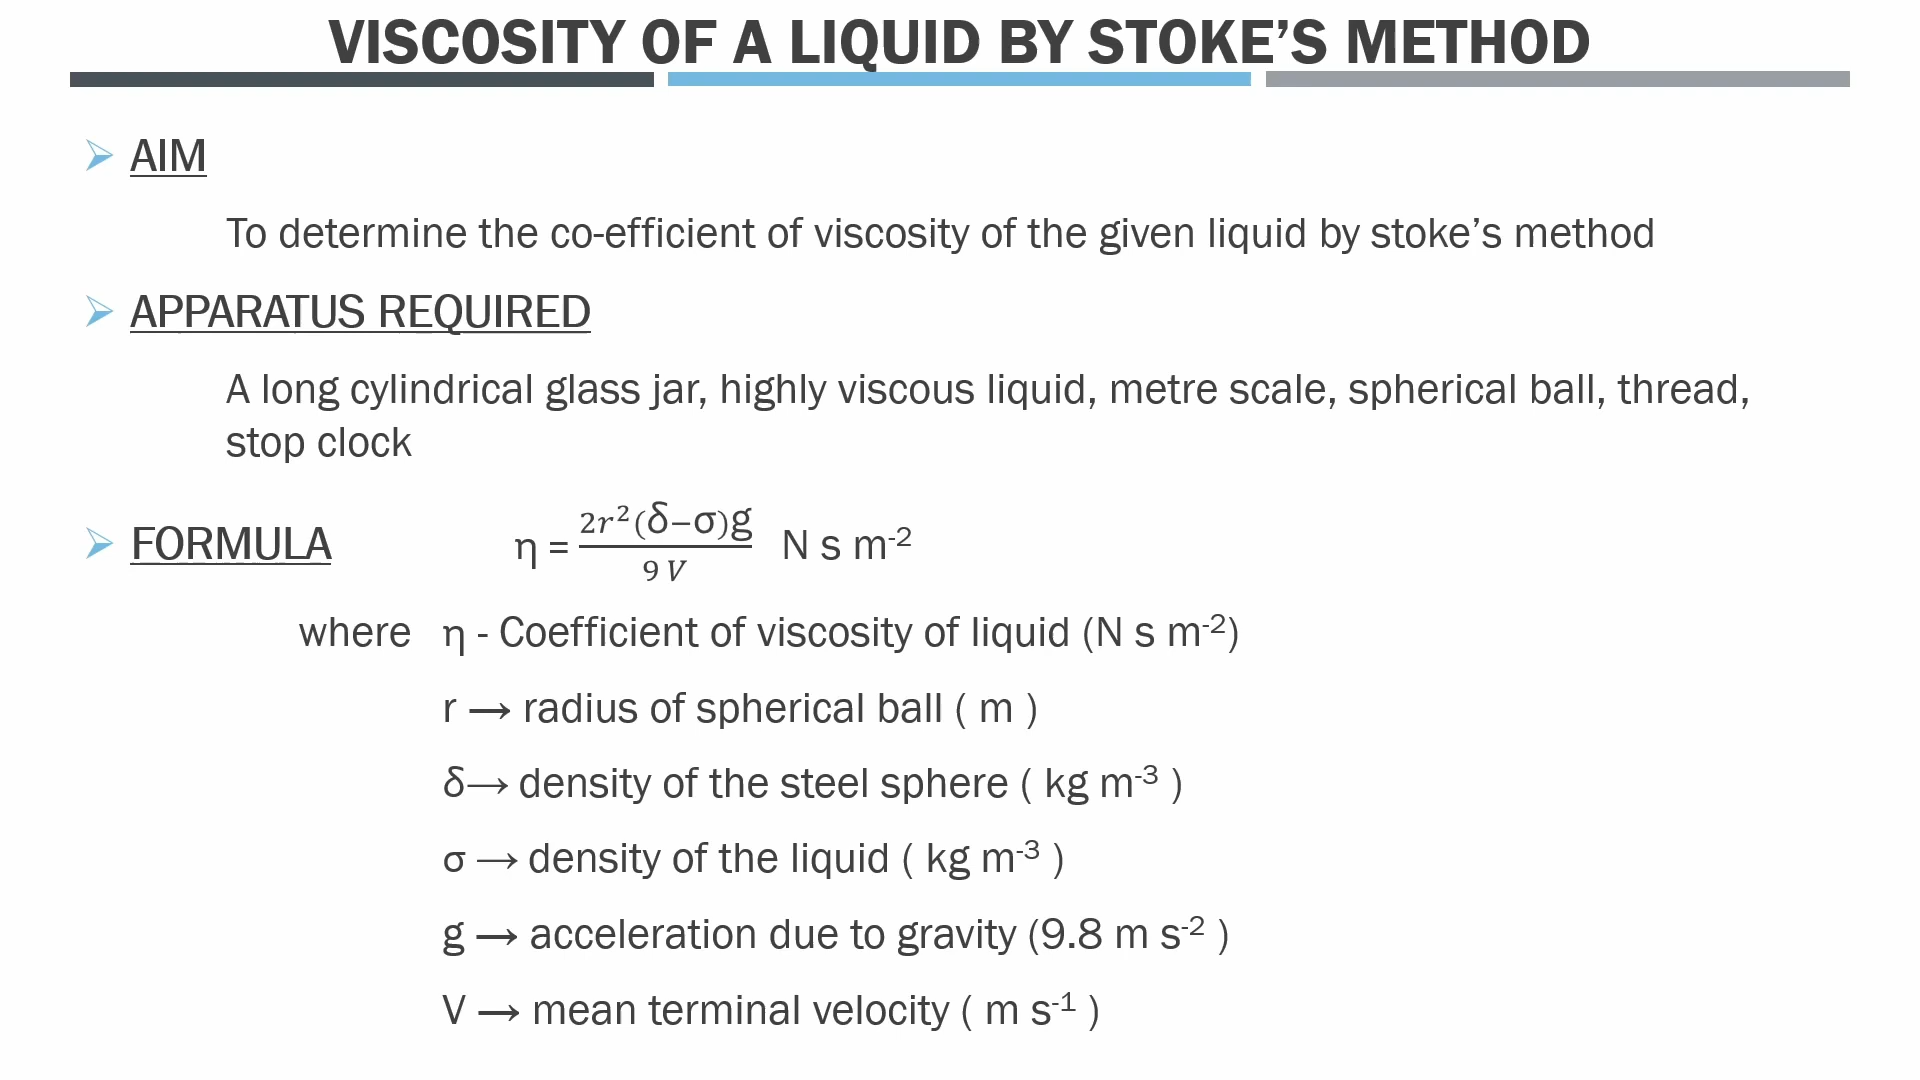 VISCOSITY OF A LIQUID BY STOKE’S METHOD
AIM
To determine the co-efficient of viscosity of the given liquid by stoke’s method
APPARATUS REQUIRED
A long cylindrical glass jar, highly viscous liquid, metre scale, spherical ball, thread,
stop clock
FORMULA η = 2r²(δ–σ)g / 9 V N s m⁻²
where η - Coefficient of viscosity of liquid (N s m⁻²)
r → radius of spherical ball ( m )
δ→ density of the steel sphere ( kg m⁻³ )
σ → density of the liquid ( kg m⁻³ )
g → acceleration due to gravity (9.8 m s⁻² )
V → mean terminal velocity ( m s⁻¹ )